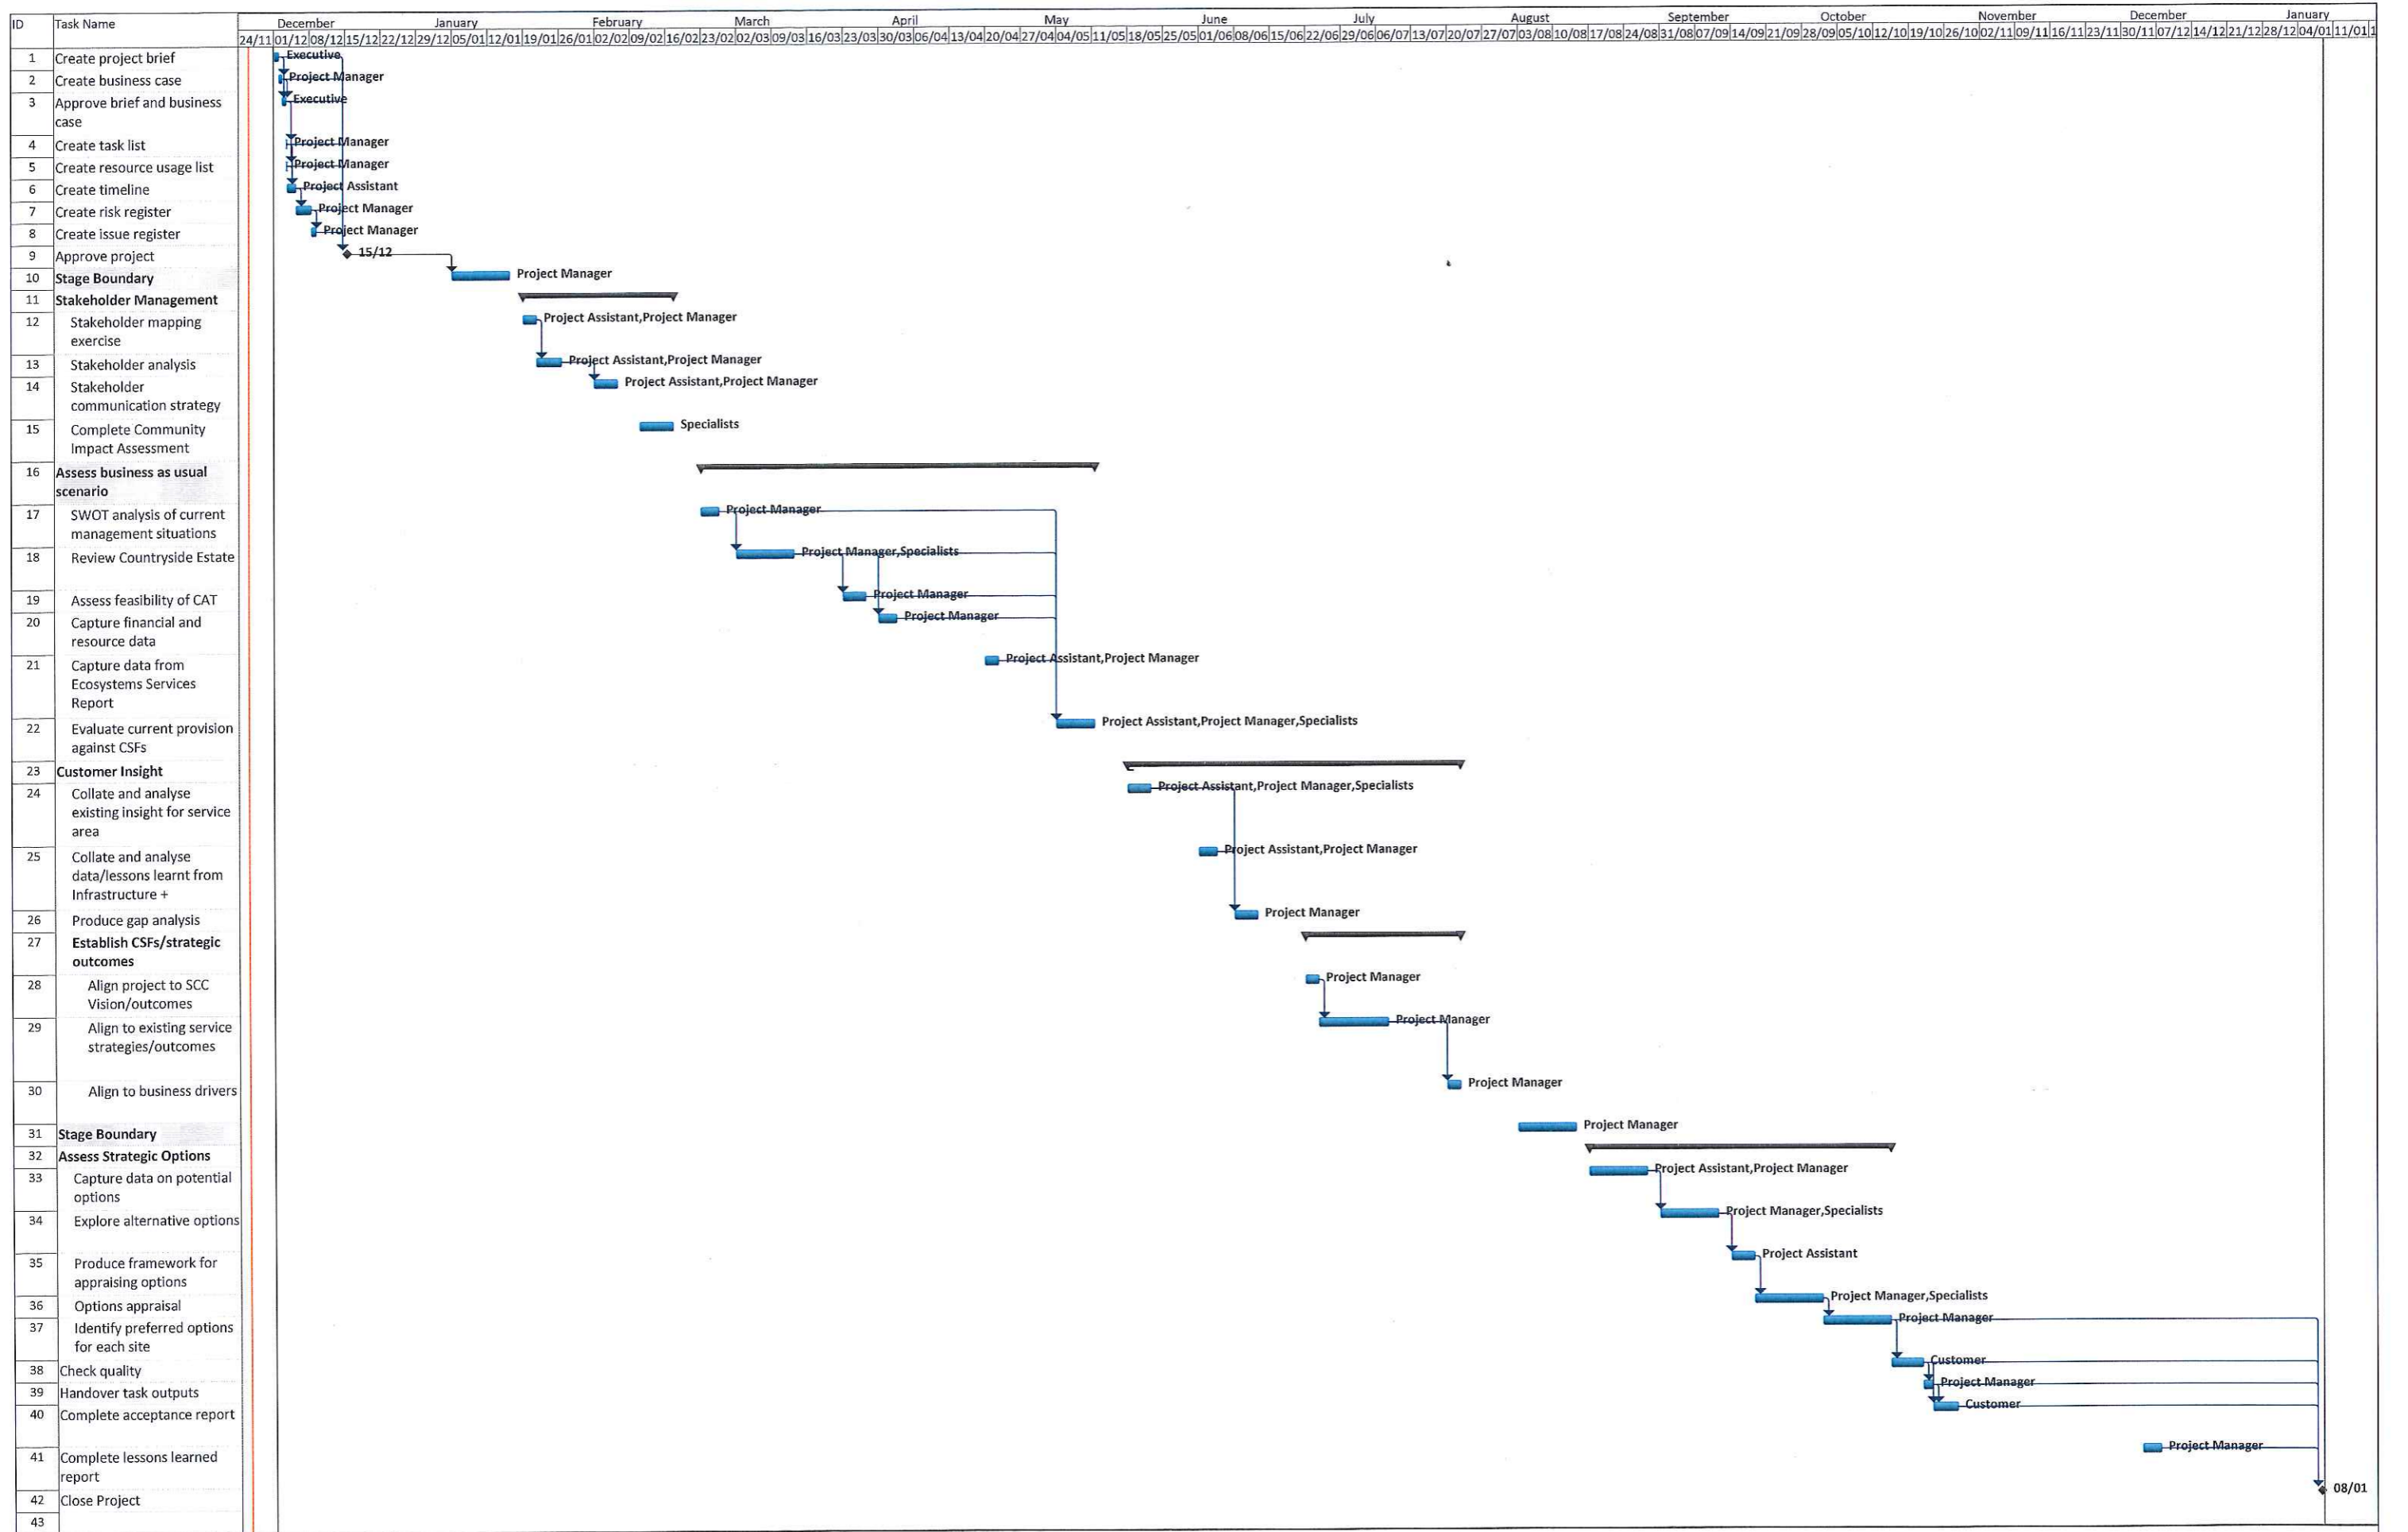 ID Task Name December January February March April May June July August September October November December January
24/11 01/12 08/12 15/12 22/12 29/12 05/01 12/01 19/01 26/01 02/02 09/02 16/02 23/02 02/03 09/03 16/03 23/03 30/03 06/04 13/04 20/04 27/04 04/05 11/05 18/05 25/05 01/06 08/06 15/06 22/06 29/06 06/07 13/07 20/07 27/07 03/08 10/08 17/08 24/08 31/08 07/09 14/09 21/09 28/09 05/10 12/10 19/10 26/10 02/11 09/11 16/11 23/11 30/11 07/12 14/12 21/12 28/12 04/01 11/01 1
1 Create project brief Executive
2 Create business case Project Manager
3 Approve brief and business Executive
case
4 Create task list Project Manager
5 Create resource usage list Project Manager
6 Create timeline Project Assistant
7 Create risk register Project Manager
8 Create issue register Project Manager
9 Approve project 15/12
10 Stage Boundary Project Manager
11 Stakeholder Management
12 Stakeholder mapping Project Assistant,Project Manager
exercise
13 Stakeholder analysis Project Assistant,Project Manager
14 Stakeholder Project Assistant,Project Manager
communication strategy
15 Complete Community Specialists
Impact Assessment
16 Assess business as usual
scenario
17 SWOT analysis of current Project Manager
management situations
18 Review Countryside Estate Project Manager,Specialists
19 Assess feasibility of CAT Project Manager
20 Capture financial and Project Manager
resource data
21 Capture data from Project Assistant,Project Manager
Ecosystems Services
Report
22 Evaluate current provision Project Assistant,Project Manager,Specialists
against CSFs
23 Customer Insight
24 Collate and analyse Project Assistant,Project Manager,Specialists
existing insight for service
area
25 Collate and analyse Project Assistant,Project Manager
data/lessons learnt from
Infrastructure +
26 Produce gap analysis Project Manager
27 Establish CSFs/strategic
outcomes
28 Align project to SCC Project Manager
Vision/outcomes
29 Align to existing service Project Manager
strategies/outcomes
30 Align to business drivers Project Manager
31 Stage Boundary Project Manager
32 Assess Strategic Options
33 Capture data on potential Project Assistant,Project Manager
options
34 Explore alternative options Project Manager,Specialists
35 Produce framework for Project Assistant
appraising options
36 Options appraisal Project Manager,Specialists
37 Identify preferred options Project Manager
for each site
38 Check quality Customer
39 Handover task outputs Project Manager
40 Complete acceptance report Customer
41 Complete lessons learned Project Manager
report
42 Close Project 08/01
43